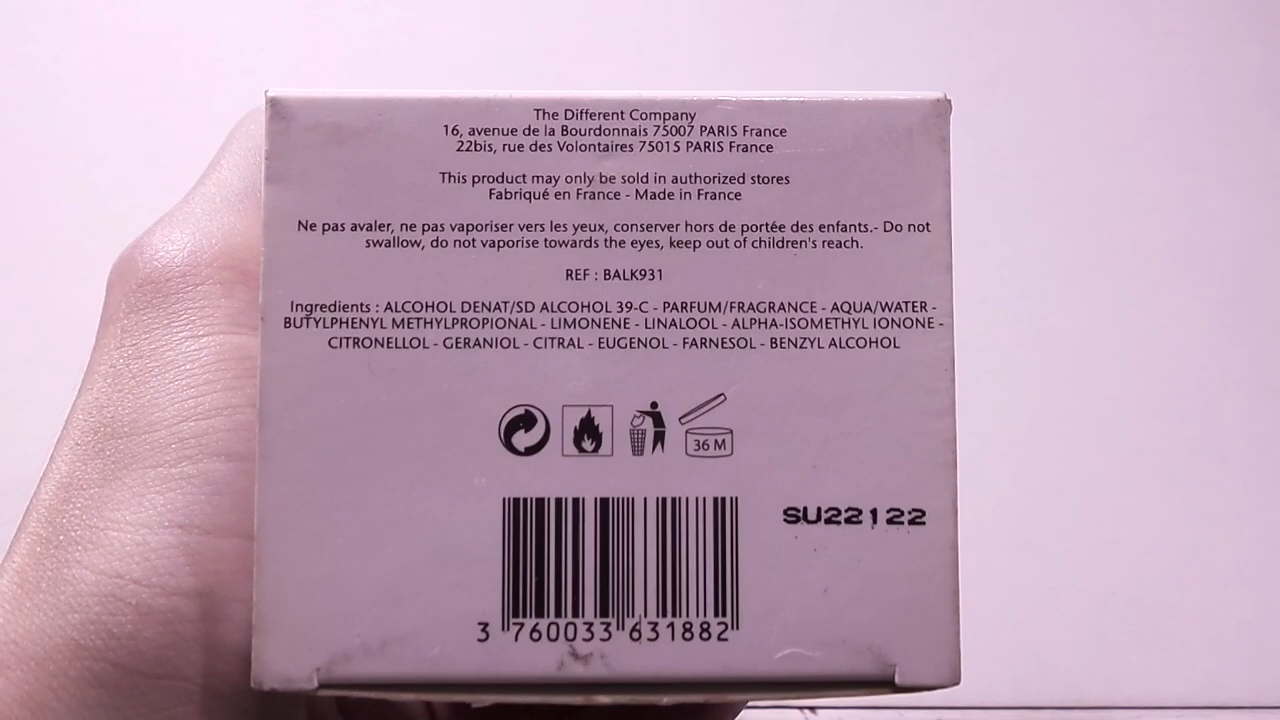 The Different Company
16, avenue de la Bourdonnais 75007 PARIS France
22bis, rue des Volontaires 75015 PARIS France
This product may only be sold in authorized stores
Fabriqué en France - Made in France
Ne pas avaler, ne pas vaporiser vers les yeux, conserver hors de portée des enfants.- Do not
swallow, do not vaporise towards the eyes, keep out of children's reach.
REF : BALK931
Ingredients : ALCOHOL DENAT/SD ALCOHOL 39-C - PARFUM/FRAGRANCE - AQUA/WATER -
BUTYLPHENYL METHYLPROPIONAL - LIMONENE - LINALOOL - ALPHA-ISOMETHYL IONONE -
CITRONELLOL - GERANIOL - CITRAL - EUGENOL - FARNESOL - BENZYL ALCOHOL
36 M
SU22122
3 760033 631882